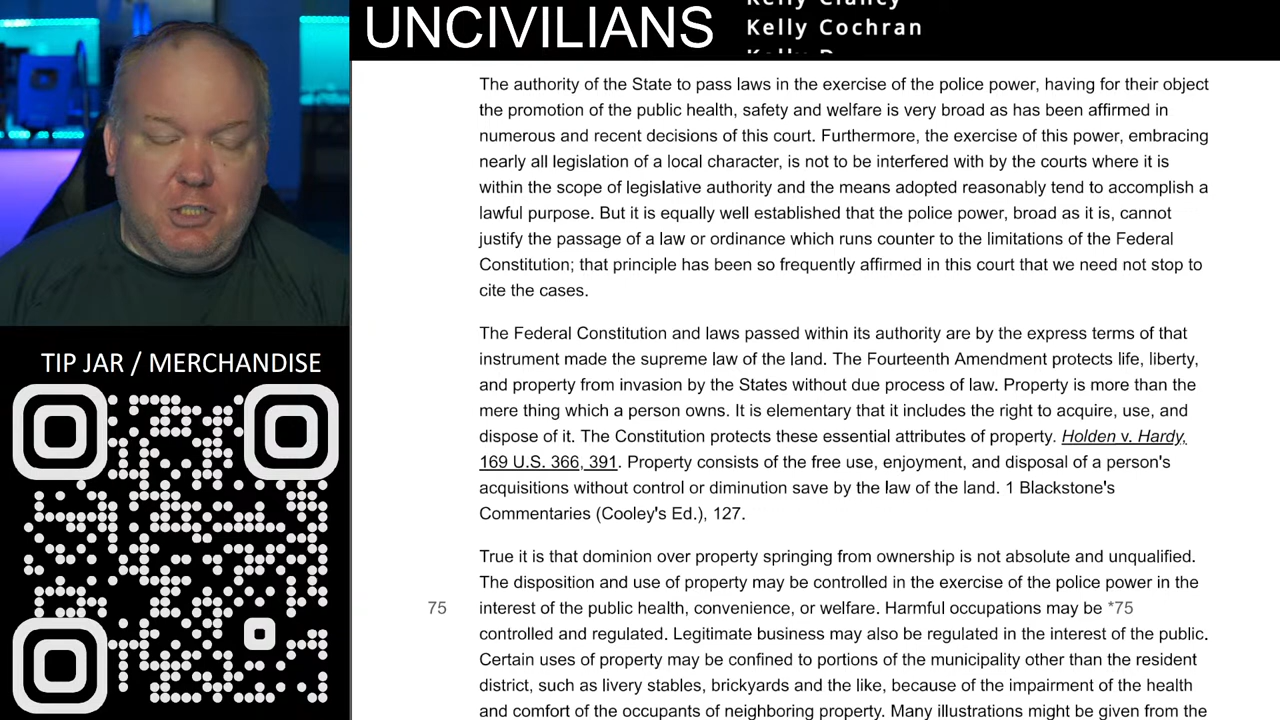 UNCIVILIANS
Kelly Clancy
Kelly Cochran
TIP JAR / MERCHANDISE
The authority of the State to pass laws in the exercise of the police power, having for their object
the promotion of the public health, safety and welfare is very broad as has been affirmed in
numerous and recent decisions of this court. Furthermore, the exercise of this power, embracing
nearly all legislation of a local character, is not to be interfered with by the courts where it is
within the scope of legislative authority and the means adopted reasonably tend to accomplish a
lawful purpose. But it is equally well established that the police power, broad as it is, cannot
justify the passage of a law or ordinance which runs counter to the limitations of the Federal
Constitution; that principle has been so frequently affirmed in this court that we need not stop to
cite the cases.
The Federal Constitution and laws passed within its authority are by the express terms of that
instrument made the supreme law of the land. The Fourteenth Amendment protects life, liberty,
and property from invasion by the States without due process of law. Property is more than the
mere thing which a person owns. It is elementary that it includes the right to acquire, use, and
dispose of it. The Constitution protects these essential attributes of property. Holden v. Hardy,
169 U.S. 366, 391. Property consists of the free use, enjoyment, and disposal of a person's
acquisitions without control or diminution save by the law of the land. 1 Blackstone's
Commentaries (Cooley's Ed.), 127.
True it is that dominion over property springing from ownership is not absolute and unqualified.
The disposition and use of property may be controlled in the exercise of the police power in the
75 interest of the public health, convenience, or welfare. Harmful occupations may be *75
controlled and regulated. Legitimate business may also be regulated in the interest of the public.
Certain uses of property may be confined to portions of the municipality other than the resident
district, such as livery stables, brickyards and the like, because of the impairment of the health
and comfort of the occupants of neighboring property. Many illustrations might be given from the